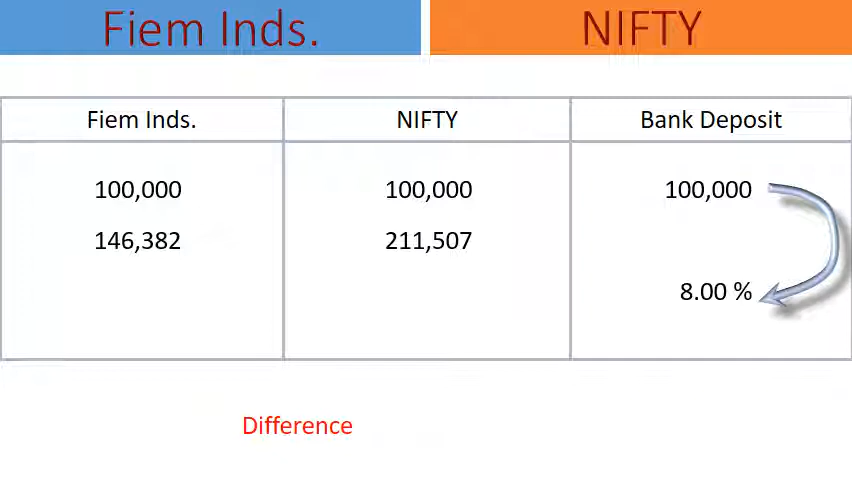 Fiem Inds. NIFTY
Fiem Inds. NIFTY Bank Deposit
100,000 100,000 100,000
146,382 211,507
8.00 %
Difference